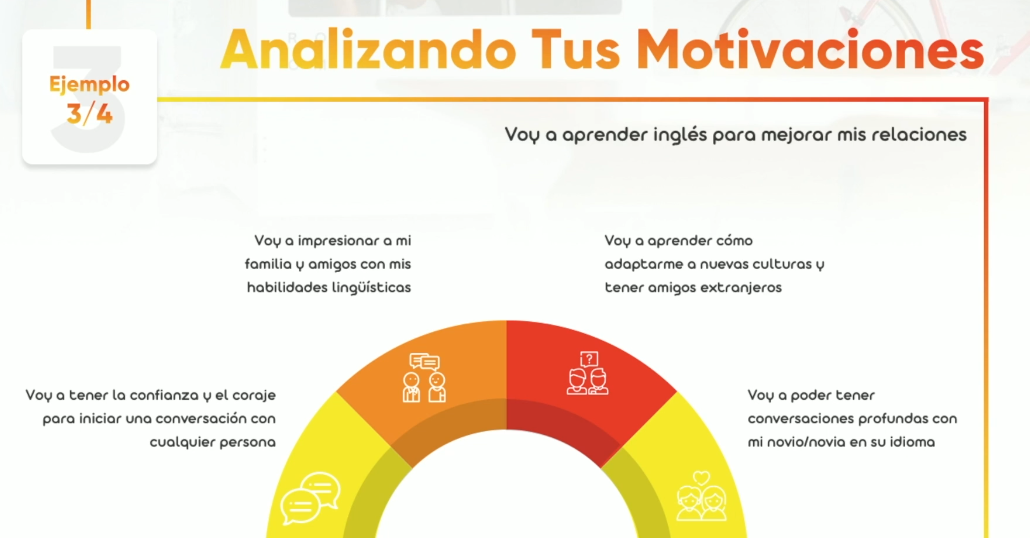 Analizando Tus Motivaciones
Ejemplo
3/4
Voy a aprender inglés para mejorar mis relaciones
Voy a impresionar a mi
familia y amigos con mis
habilidades lingüísticas
Voy a aprender cómo
adaptarme a nuevas culturas y
tener amigos extranjeros
Voy a tener la confianza y el coraje
para iniciar una conversación con
cualquier persona
Voy a poder tener
conversaciones profundas con
mi novio/novia en su idioma